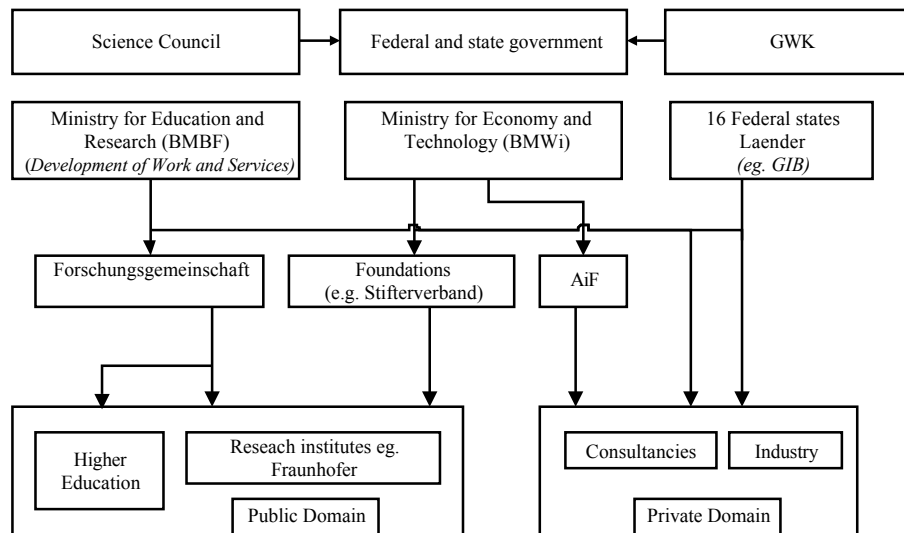 Science Council
Federal and state government
GWK
Ministry for Education and
Research (BMBF)
(Development of Work and Services)
Ministry for Economy and
Technology (BMWi)
16 Federal states
Laender
(eg. GIB)
Forschungsgemeinschaft
Foundations
(e.g. Stifterverband)
AiF
Higher
Education
Reseach institutes eg.
Fraunhofer
Public Domain
Consultancies
Industry
Private Domain